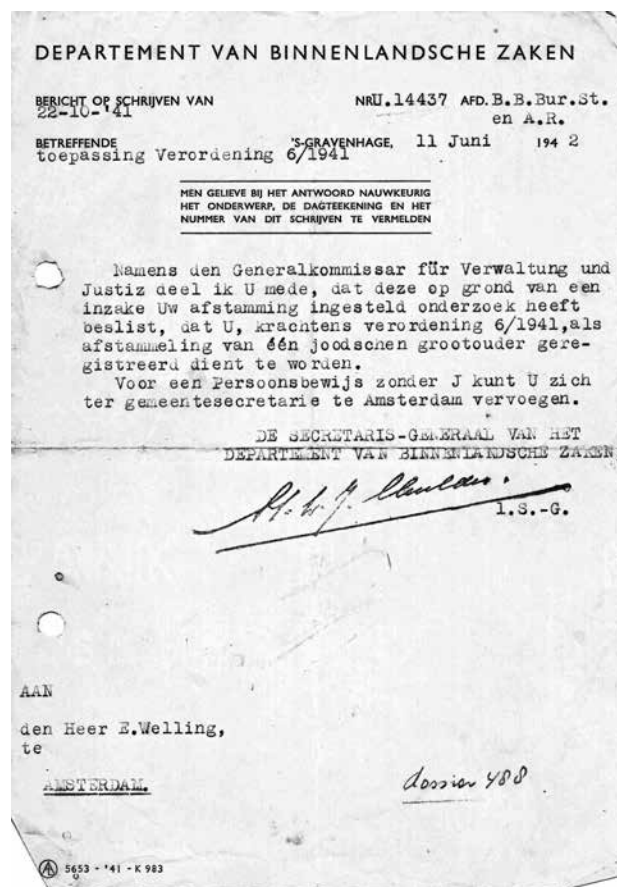 DEPARTEMENT VAN BINNENLANDSCHE ZAKEN
BERICHT OP SCHRIJVEN VAN NRU.14437 AFD. B.B.Bur.St.
22-10-'41 en A.R.
BETREFFENDE 'S-GRAVENHAGE, 11 Juni 194 2
toepassing Verordening 6/1941
MEN GELIEVE BIJ HET ANTWOORD NAUWKEURIG
HET ONDERWERP, DE DAGTEEKENING EN HET
NUMMER VAN DIT SCHRIJVEN TE VERMELDEN
Namens den Generalkommissar für Verwaltung und
Justiz deel ik U mede, dat deze op grond van een
inzake Uw afstamming ingesteld onderzoek heeft
beslist, dat U, krachtens verordening 6/1941,als
afstammeling van één joodschen grootouder gere-
gistreerd dient te worden.
Voor een Persoonsbewijs zonder J kunt U zich
ter gemeentesecretarie te Amsterdam vervoegen.
DE SECRETARIS-GENERAAL VAN HET
DEPARTEMENT VAN BINNENLANDSCHE ZAKEN
l.S.-G.
AAN
den Heer E.Welling,
te
AMSTERDAM.
dossier 488
5653 - '41 - K 983